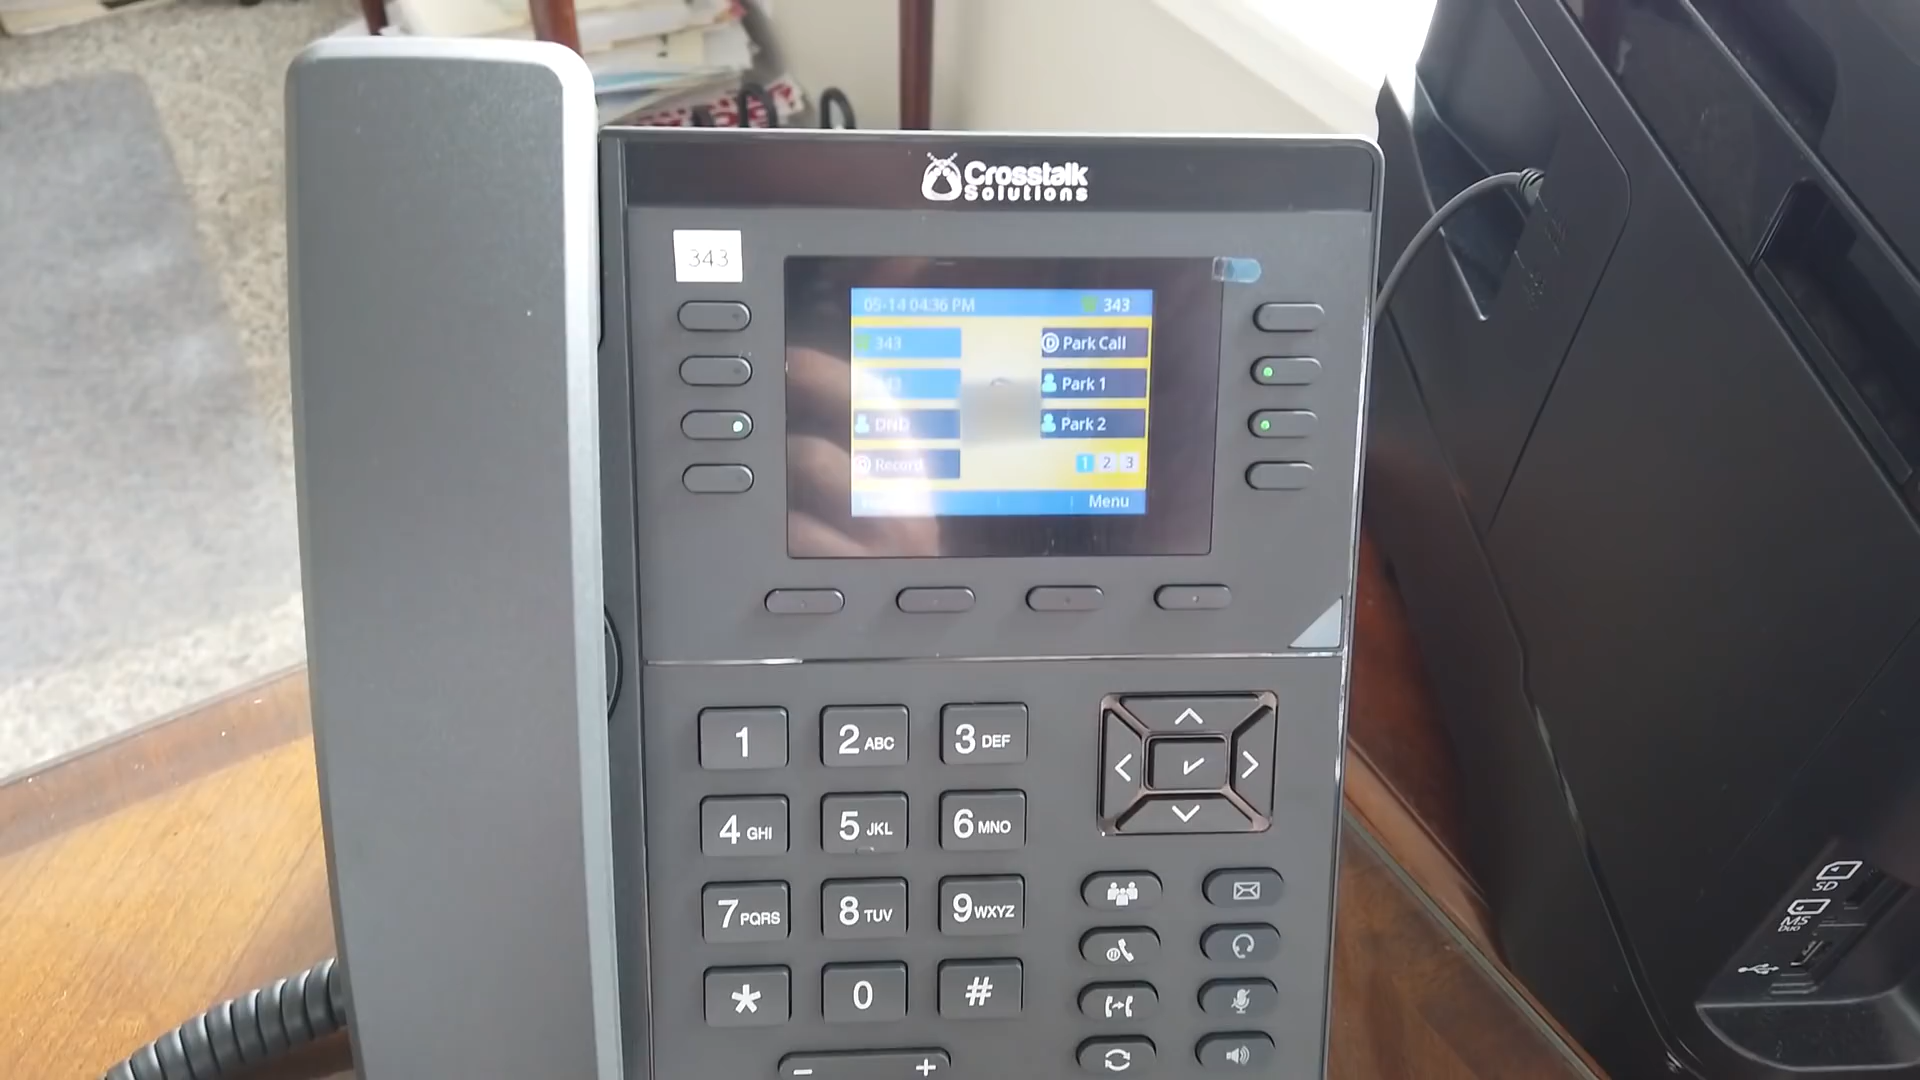 Crosstalk
Solutions
343
05-14 04:36 PM 343
343 Park Call
Park 1
DND Park 2
Record 1 2 3
Menu
1 2 ABC 3 DEF
4 GHI 5 JKL 6 MNO
7 PQRS 8 TUV 9 WXYZ
* 0 #
- +
SD
MS
Duo